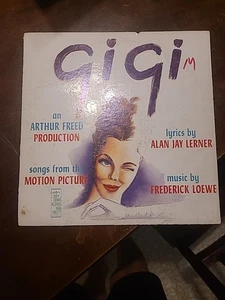 gigi M
an
ARTHUR FREED
PRODUCTION
lyrics by
ALAN JAY LERNER
songs from the
MOTION PICTURE
music by
FREDERICK LOEWE